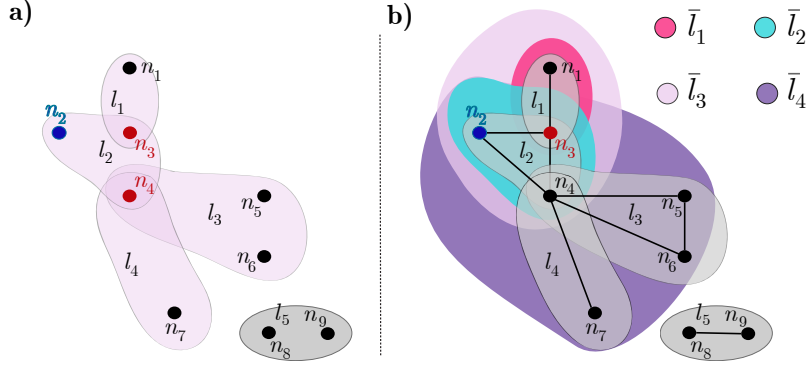 a)
n₁
l₁
n₂
n₃
l₂
n₄
n₅
l₃
n₆
l₄
n₇
l₅
n₉
n₈
b)
l̄₁
l̄₂
l̄₃
l̄₄
n₁
l₁
n₂
n₃
l₂
n₄
n₅
l₃
n₆
l₄
n₇
l₅
n₉
n₈